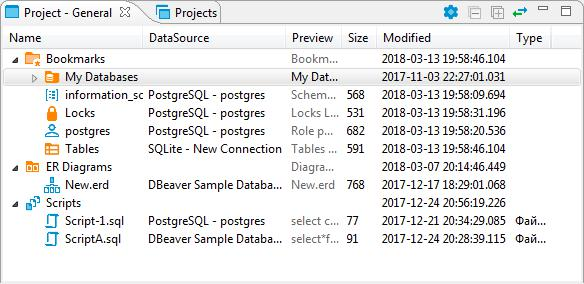 Project - General Projects
Name DataSource Preview Size Modified Type
Bookmarks Bookm... 2018-03-13 19:58:46.104
My Databases My Dat... 2017-11-03 22:27:01.031
information_sc PostgreSQL - postgres Schem... 568 2018-03-13 19:58:09.694
Locks PostgreSQL - postgres Locks L... 531 2018-03-13 19:58:31.196
postgres PostgreSQL - postgres Role p... 682 2018-03-13 19:58:20.536
Tables SQLite - New Connection Tables ... 591 2018-03-13 19:58:46.104
ER Diagrams Diagra... 2018-03-07 20:14:46.449
New.erd DBeaver Sample Databa... New.erd 768 2017-12-17 18:29:01.068
Scripts 2017-12-24 20:56:19.226
Script-1.sql PostgreSQL - postgres select c... 77 2017-12-21 20:34:29.085 Фай...
ScriptA.sql DBeaver Sample Databa... select*f... 91 2017-12-24 20:28:39.115 Фай...